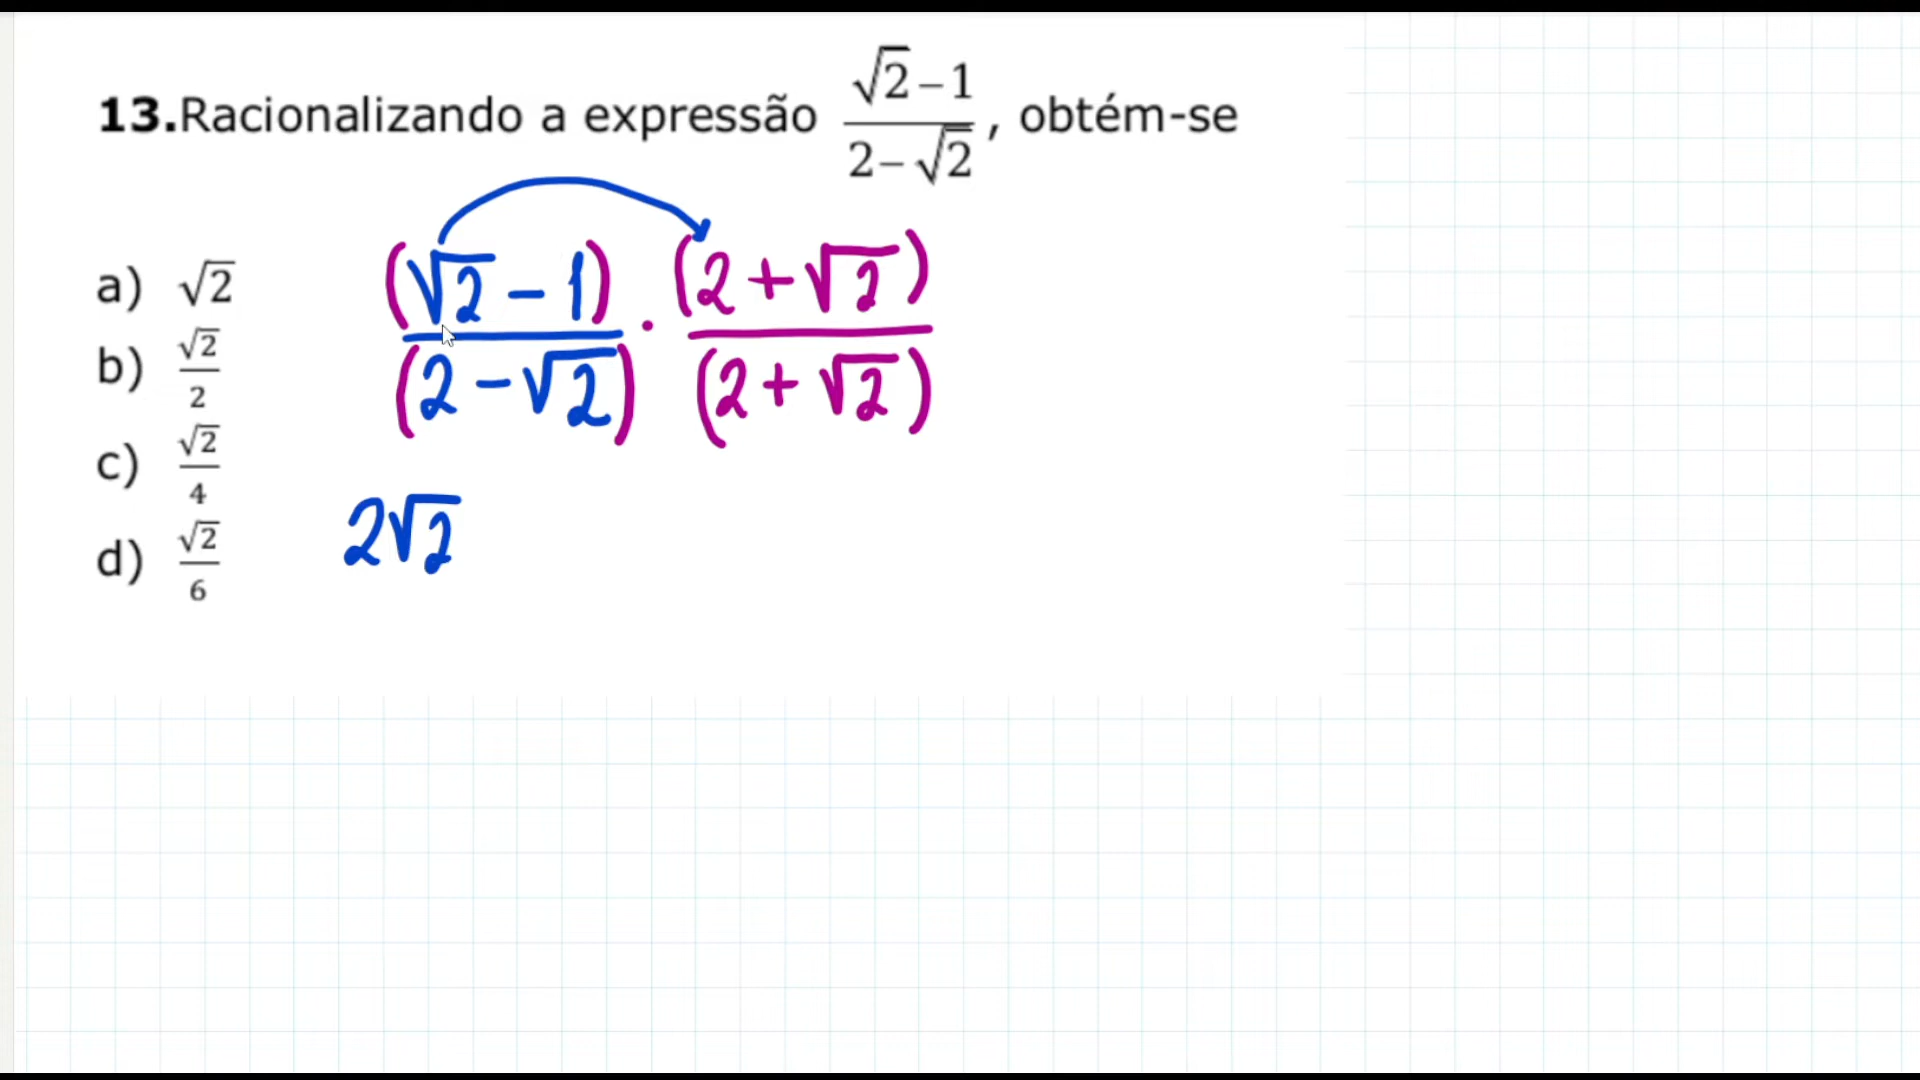 13.Racionalizando a expressão (√2−1)/(2−√2), obtém-se
a) √2
b) √2/2
c) √2/4
d) √2/6
(√2 − 1)/(2 − √2) · (2 + √2)/(2 + √2)
2√2